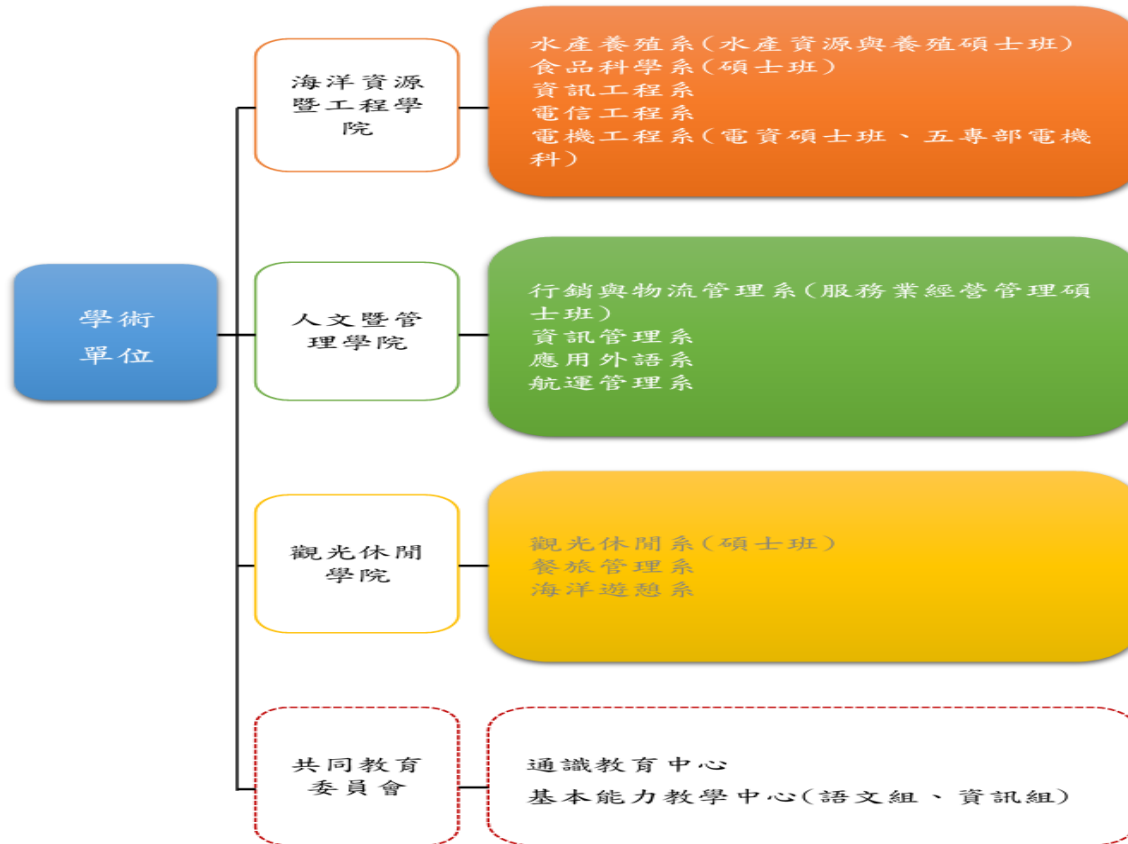 學術
單位
海洋資源
暨工程學
院
水產養殖系(水產資源與養殖碩士班)
食品科學系(碩士班)
資訊工程系
電信工程系
電機工程系(電資碩士班、五專部電機
科)
人文暨管
理學院
行銷與物流管理系(服務業經營管理碩
士班)
資訊管理系
應用外語系
航運管理系
觀光休閒
學院
觀光休閒系(碩士班)
餐旅管理系
海洋遊憩系
共同教育
委員會
通識教育中心
基本能力教學中心(語文組、資訊組)